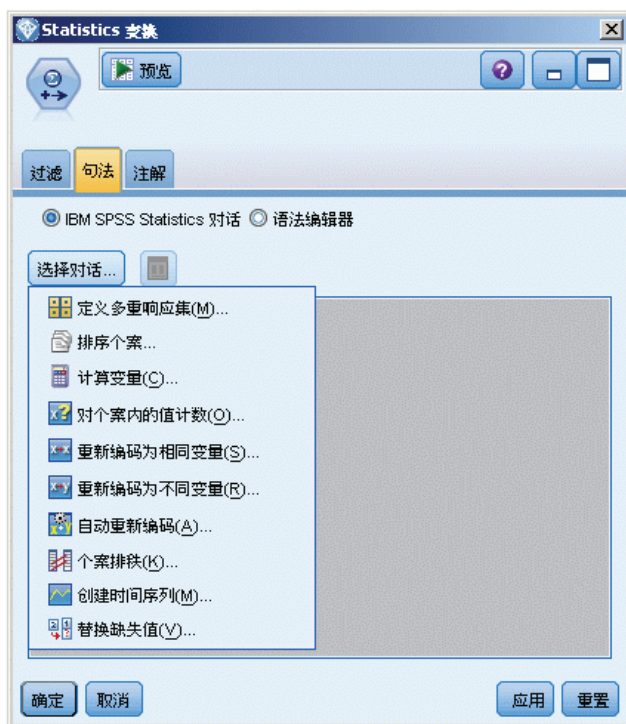 Statistics 变换
预览
过滤 句法 注解
IBM SPSS Statistics 对话 语法编辑器
选择对话...
定义多重响应集(M)...
排序个案...
计算变量(C)...
对个案内的值计数(O)...
重新编码为相同变量(S)...
重新编码为不同变量(R)...
自动重新编码(A)...
个案排秩(K)...
创建时间序列(M)...
替换缺失值(V)...
确定 取消 应用 重置